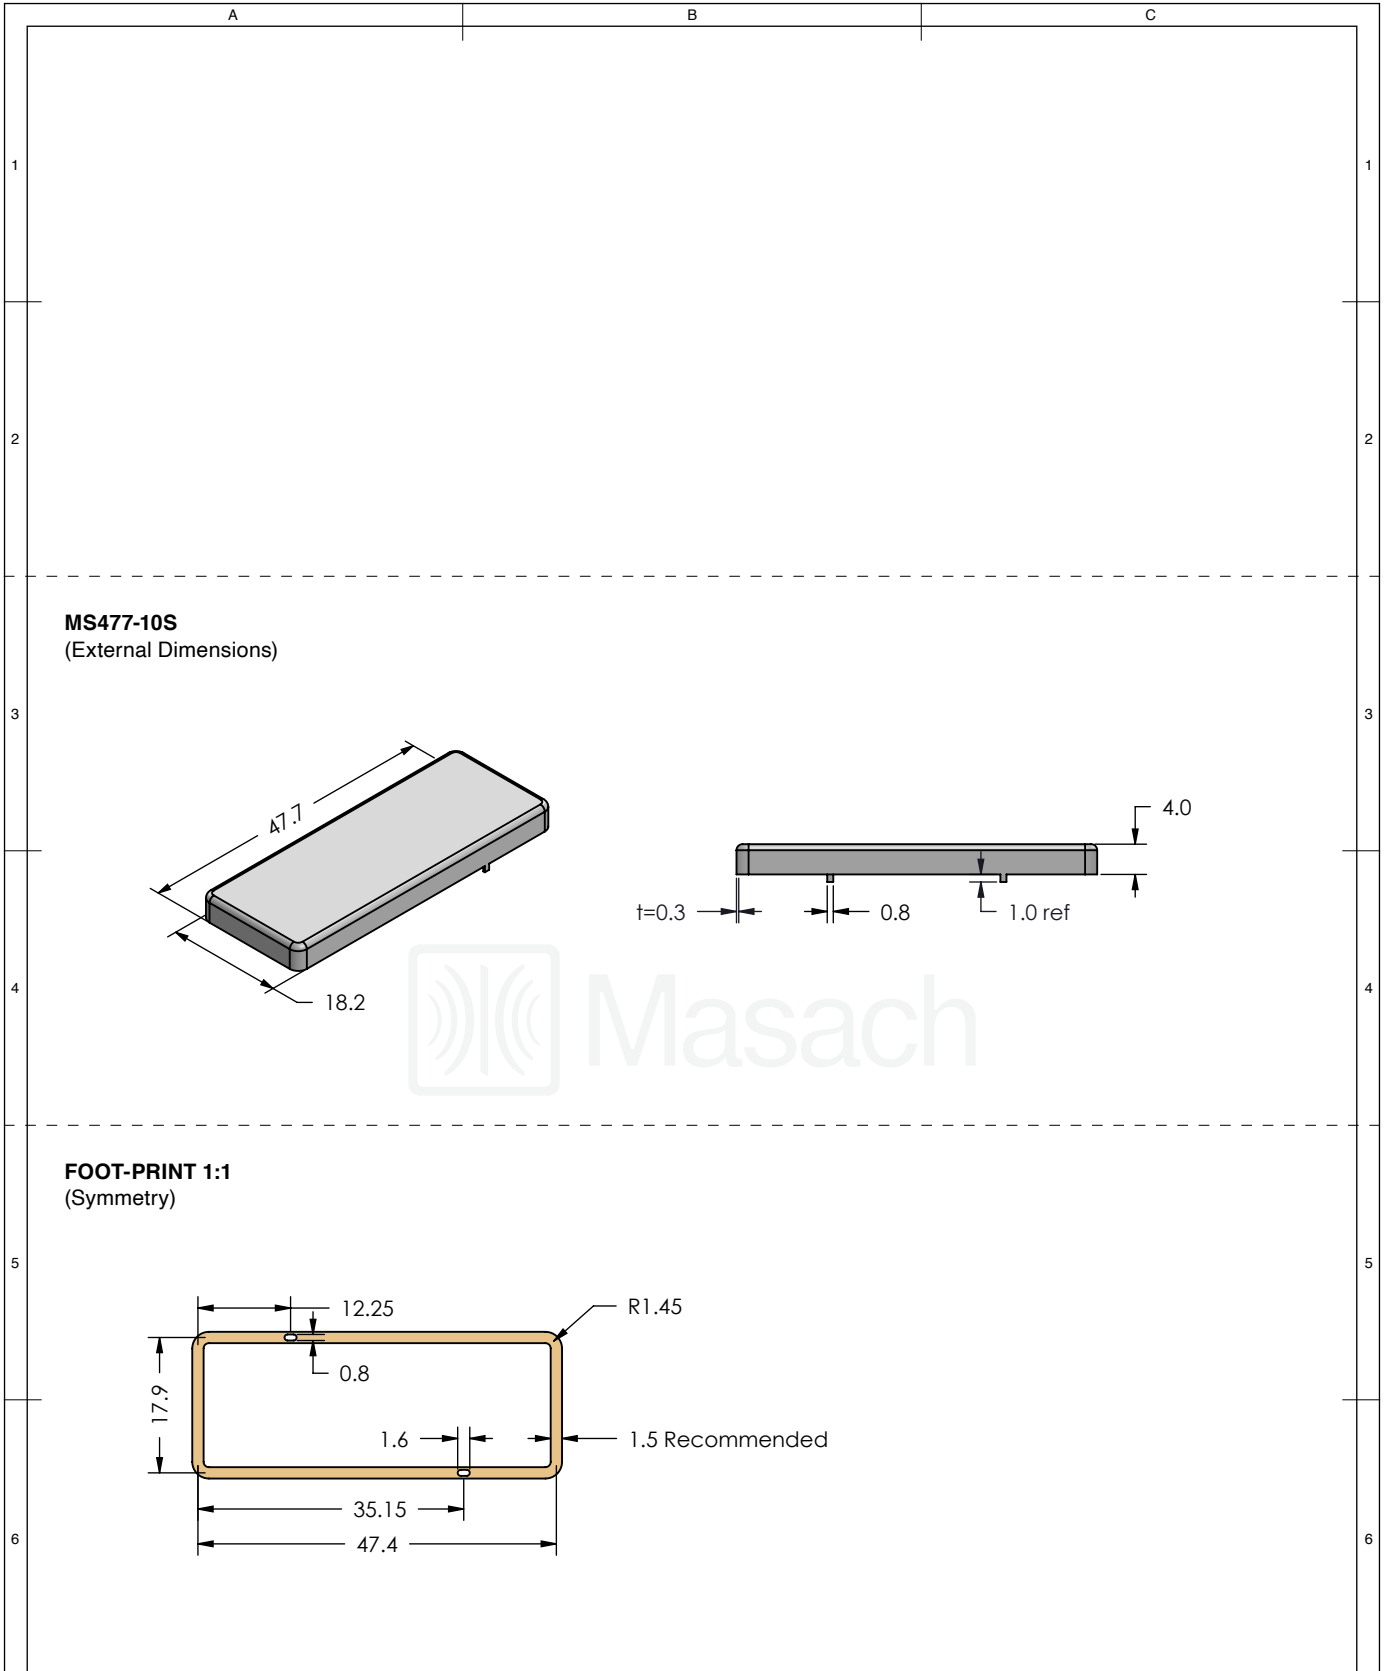 A B C
1 1
2 2
MS477-10S
(External Dimensions)
3 3
47.7
4.0
t=0.3 0.8 1.0 ref
18.2
4 4
Masach
FOOT-PRINT 1:1
(Symmetry)
5 5
12.25 R1.45
0.8
17.9
1.6 1.5 Recommended
35.15
47.4
6 6